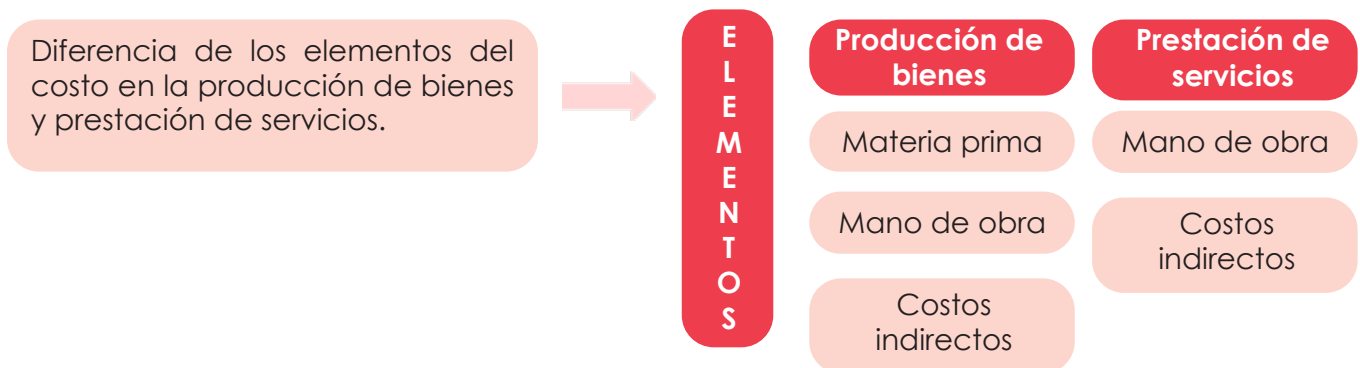 Diferencia de los elementos del
costo en la producción de bienes
y prestación de servicios.
E
L
E
M
E
N
T
O
S
Producción de
bienes
Materia prima
Mano de obra
Costos
indirectos
Prestación de
servicios
Mano de obra
Costos
indirectos